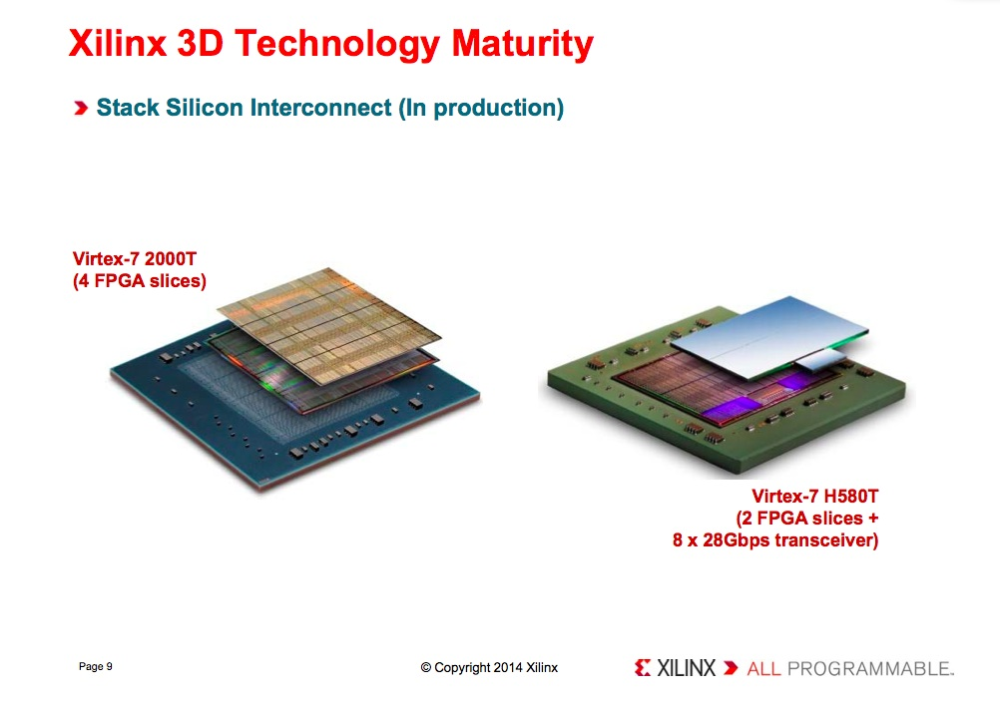 Xilinx 3D Technology Maturity
Stack Silicon Interconnect (In production)
Virtex-7 2000T
(4 FPGA slices)
Virtex-7 H580T
(2 FPGA slices +
8 x 28Gbps transceiver)
Page 9
© Copyright 2014 Xilinx
XILINX ALL PROGRAMMABLE™